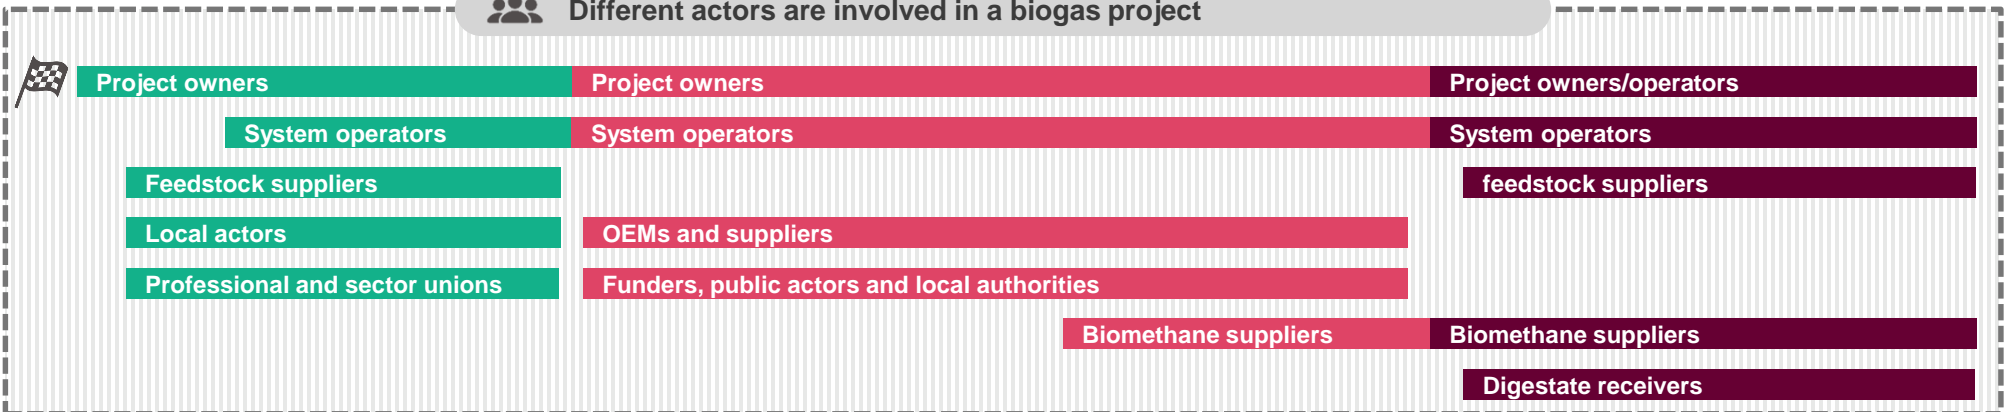 Different actors are involved in a biogas project
Project owners Project owners Project owners/operators
System operators System operators System operators
Feedstock suppliers feedstock suppliers
Local actors OEMs and suppliers
Professional and sector unions Funders, public actors and local authorities
Biomethane suppliers Biomethane suppliers
Digestate receivers